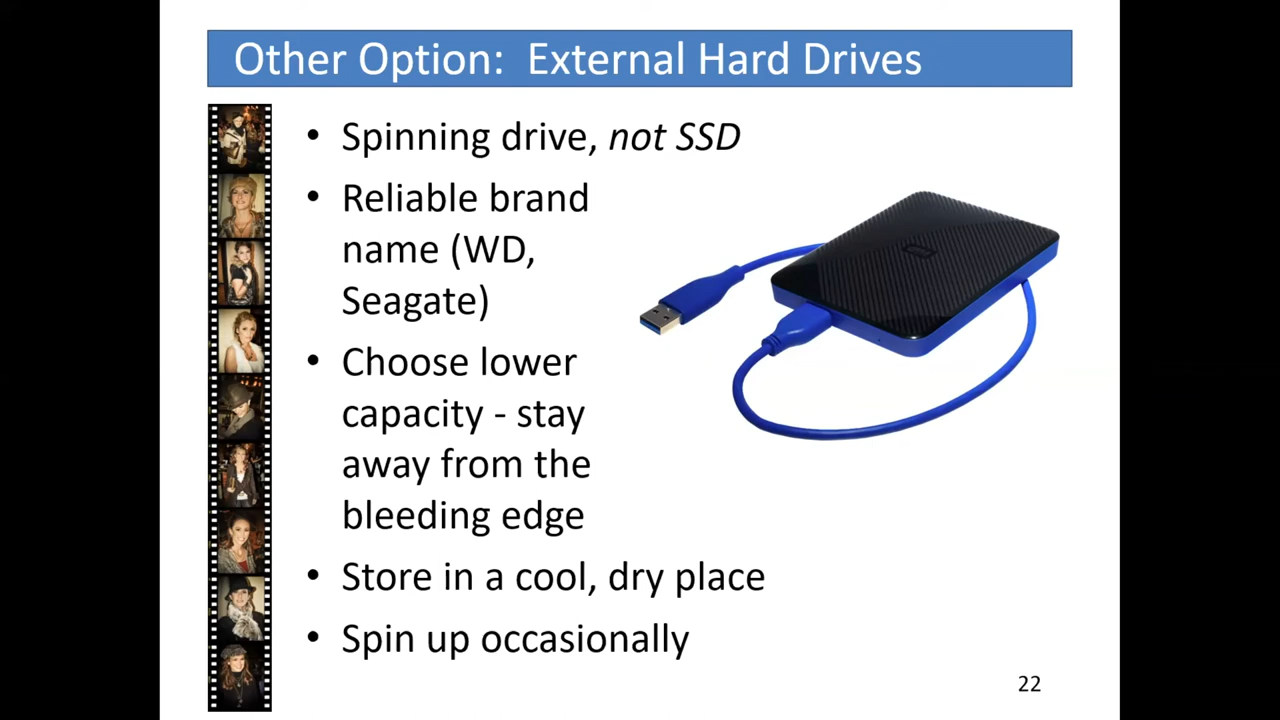 Other Option:  External Hard Drives
• Spinning drive, not SSD
• Reliable brand
name (WD,
Seagate)
• Choose lower
capacity - stay
away from the
bleeding edge
• Store in a cool, dry place
• Spin up occasionally
22